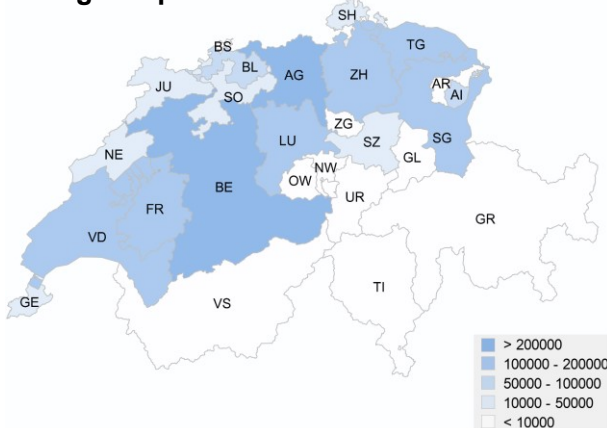 SH
BS
TG
BL
AG
ZH
JU
AR
AI
SO
ZG
LU
SZ
SG
NE
GL
NW
OW
BE
UR
FR
GR
VD
TI
GE
VS
> 200000
100000 - 200000
50000 - 100000
10000 - 50000
< 10000